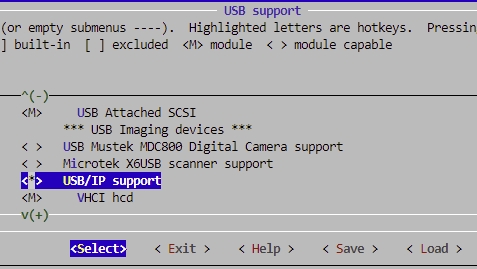 USB support
(or empty submenus ----).  Highlighted letters are hotkeys.  Pressin
] built-in  [ ] excluded  <M> module  < > module capable
^(-)
<M>     USB Attached SCSI
        *** USB Imaging devices ***
< >   USB Mustek MDC800 Digital Camera support
< >   Microtek X6USB scanner support
<*>   USB/IP support
<M>     VHCI hcd
v(+)
<Select>    < Exit >    < Help >    < Save >    < Load >